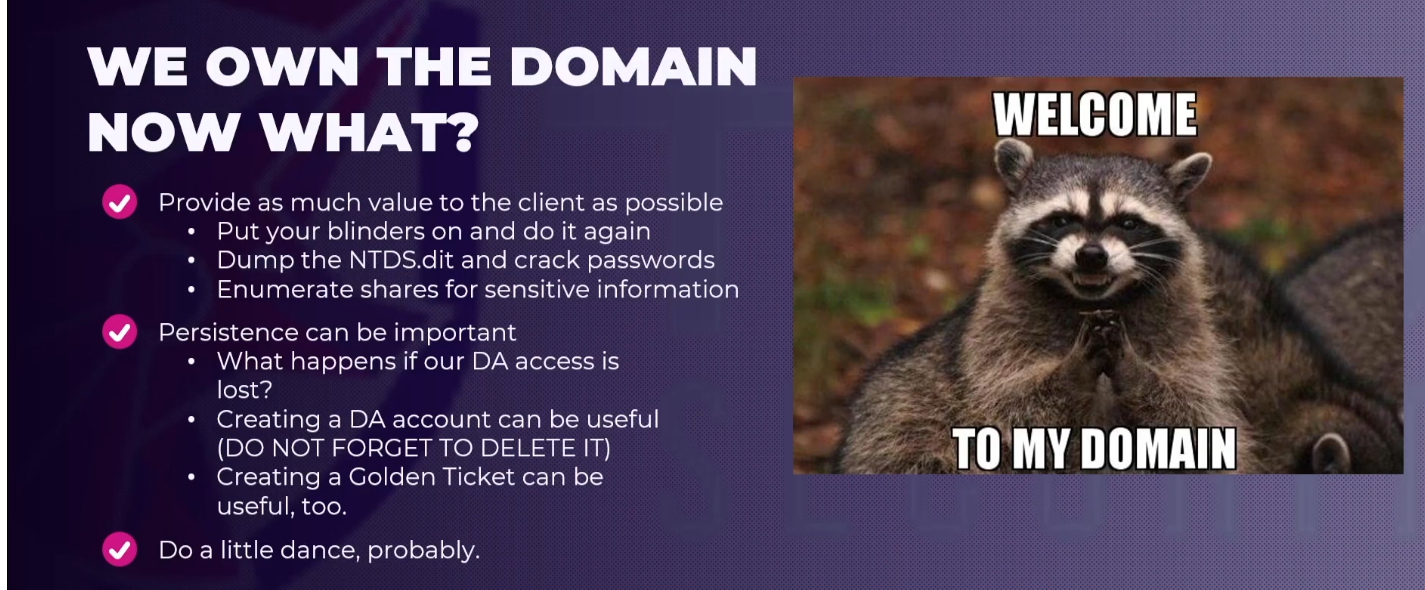 WE OWN THE DOMAIN
NOW WHAT?
Provide as much value to the client as possible
• Put your blinders on and do it again
• Dump the NTDS.dit and crack passwords
• Enumerate shares for sensitive information
Persistence can be important
• What happens if our DA access is
lost?
• Creating a DA account can be useful
(DO NOT FORGET TO DELETE IT)
• Creating a Golden Ticket can be
useful, too.
Do a little dance, probably.
WELCOME
TO MY DOMAIN